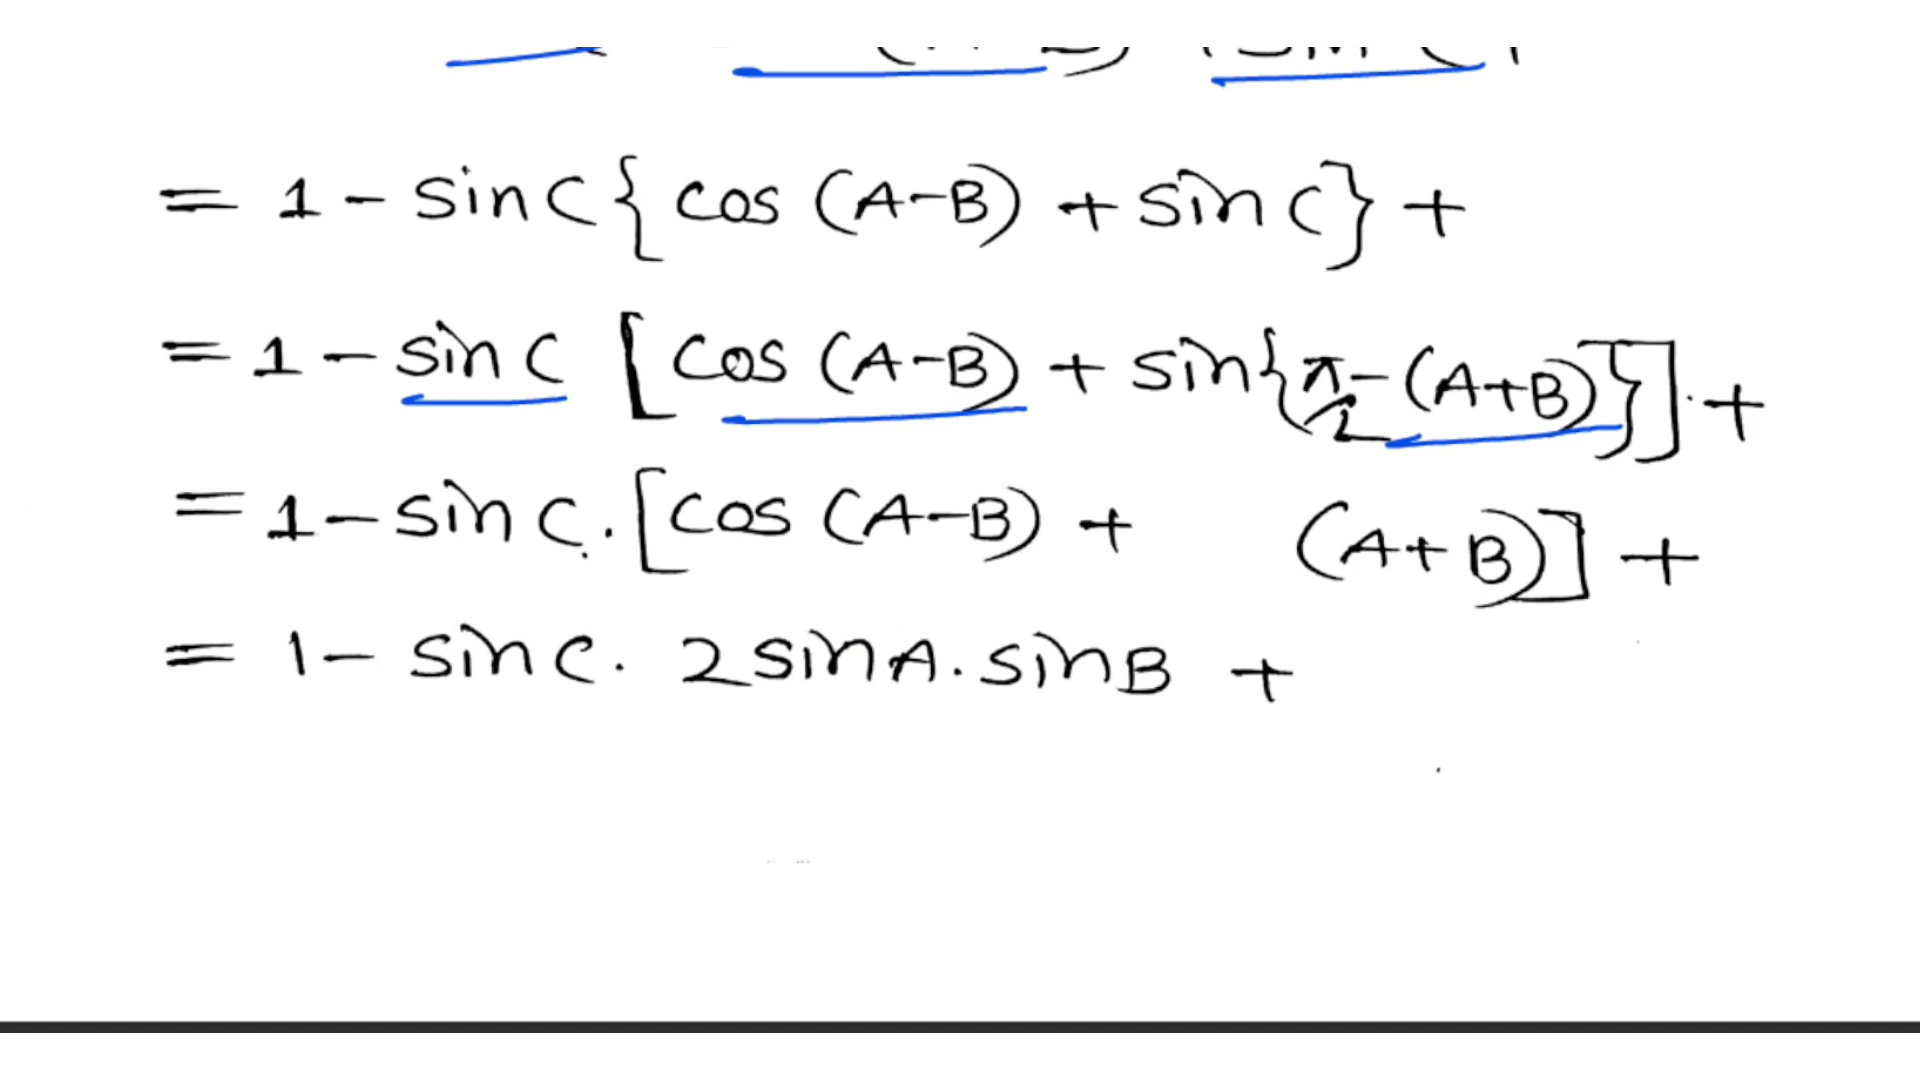 = 1 - sin C { cos (A-B) + sin C } +
= 1 - sin C [ cos (A-B) + sin { π/2 - (A+B) } ] . +
= 1 - sin C . [ cos (A-B) + (A+B) ] +
= 1 - sin C . 2 sin A . sin B +